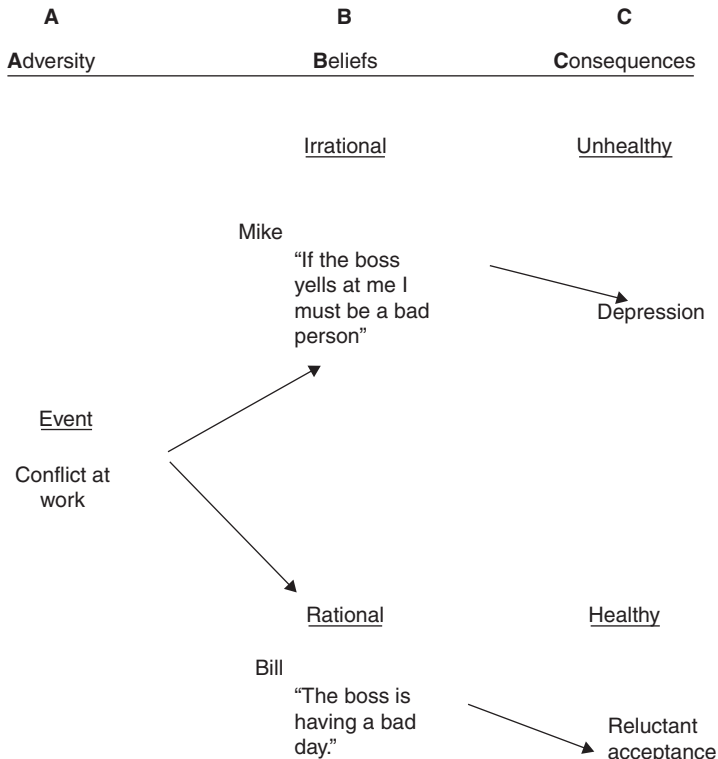 A B C
Adversity Beliefs Consequences
Irrational Unhealthy
Mike
“If the boss
yells at me I
must be a bad
person”
Depression
Event
Conflict at
work
Rational Healthy
Bill
“The boss is
having a bad
day.”
Reluctant
acceptance